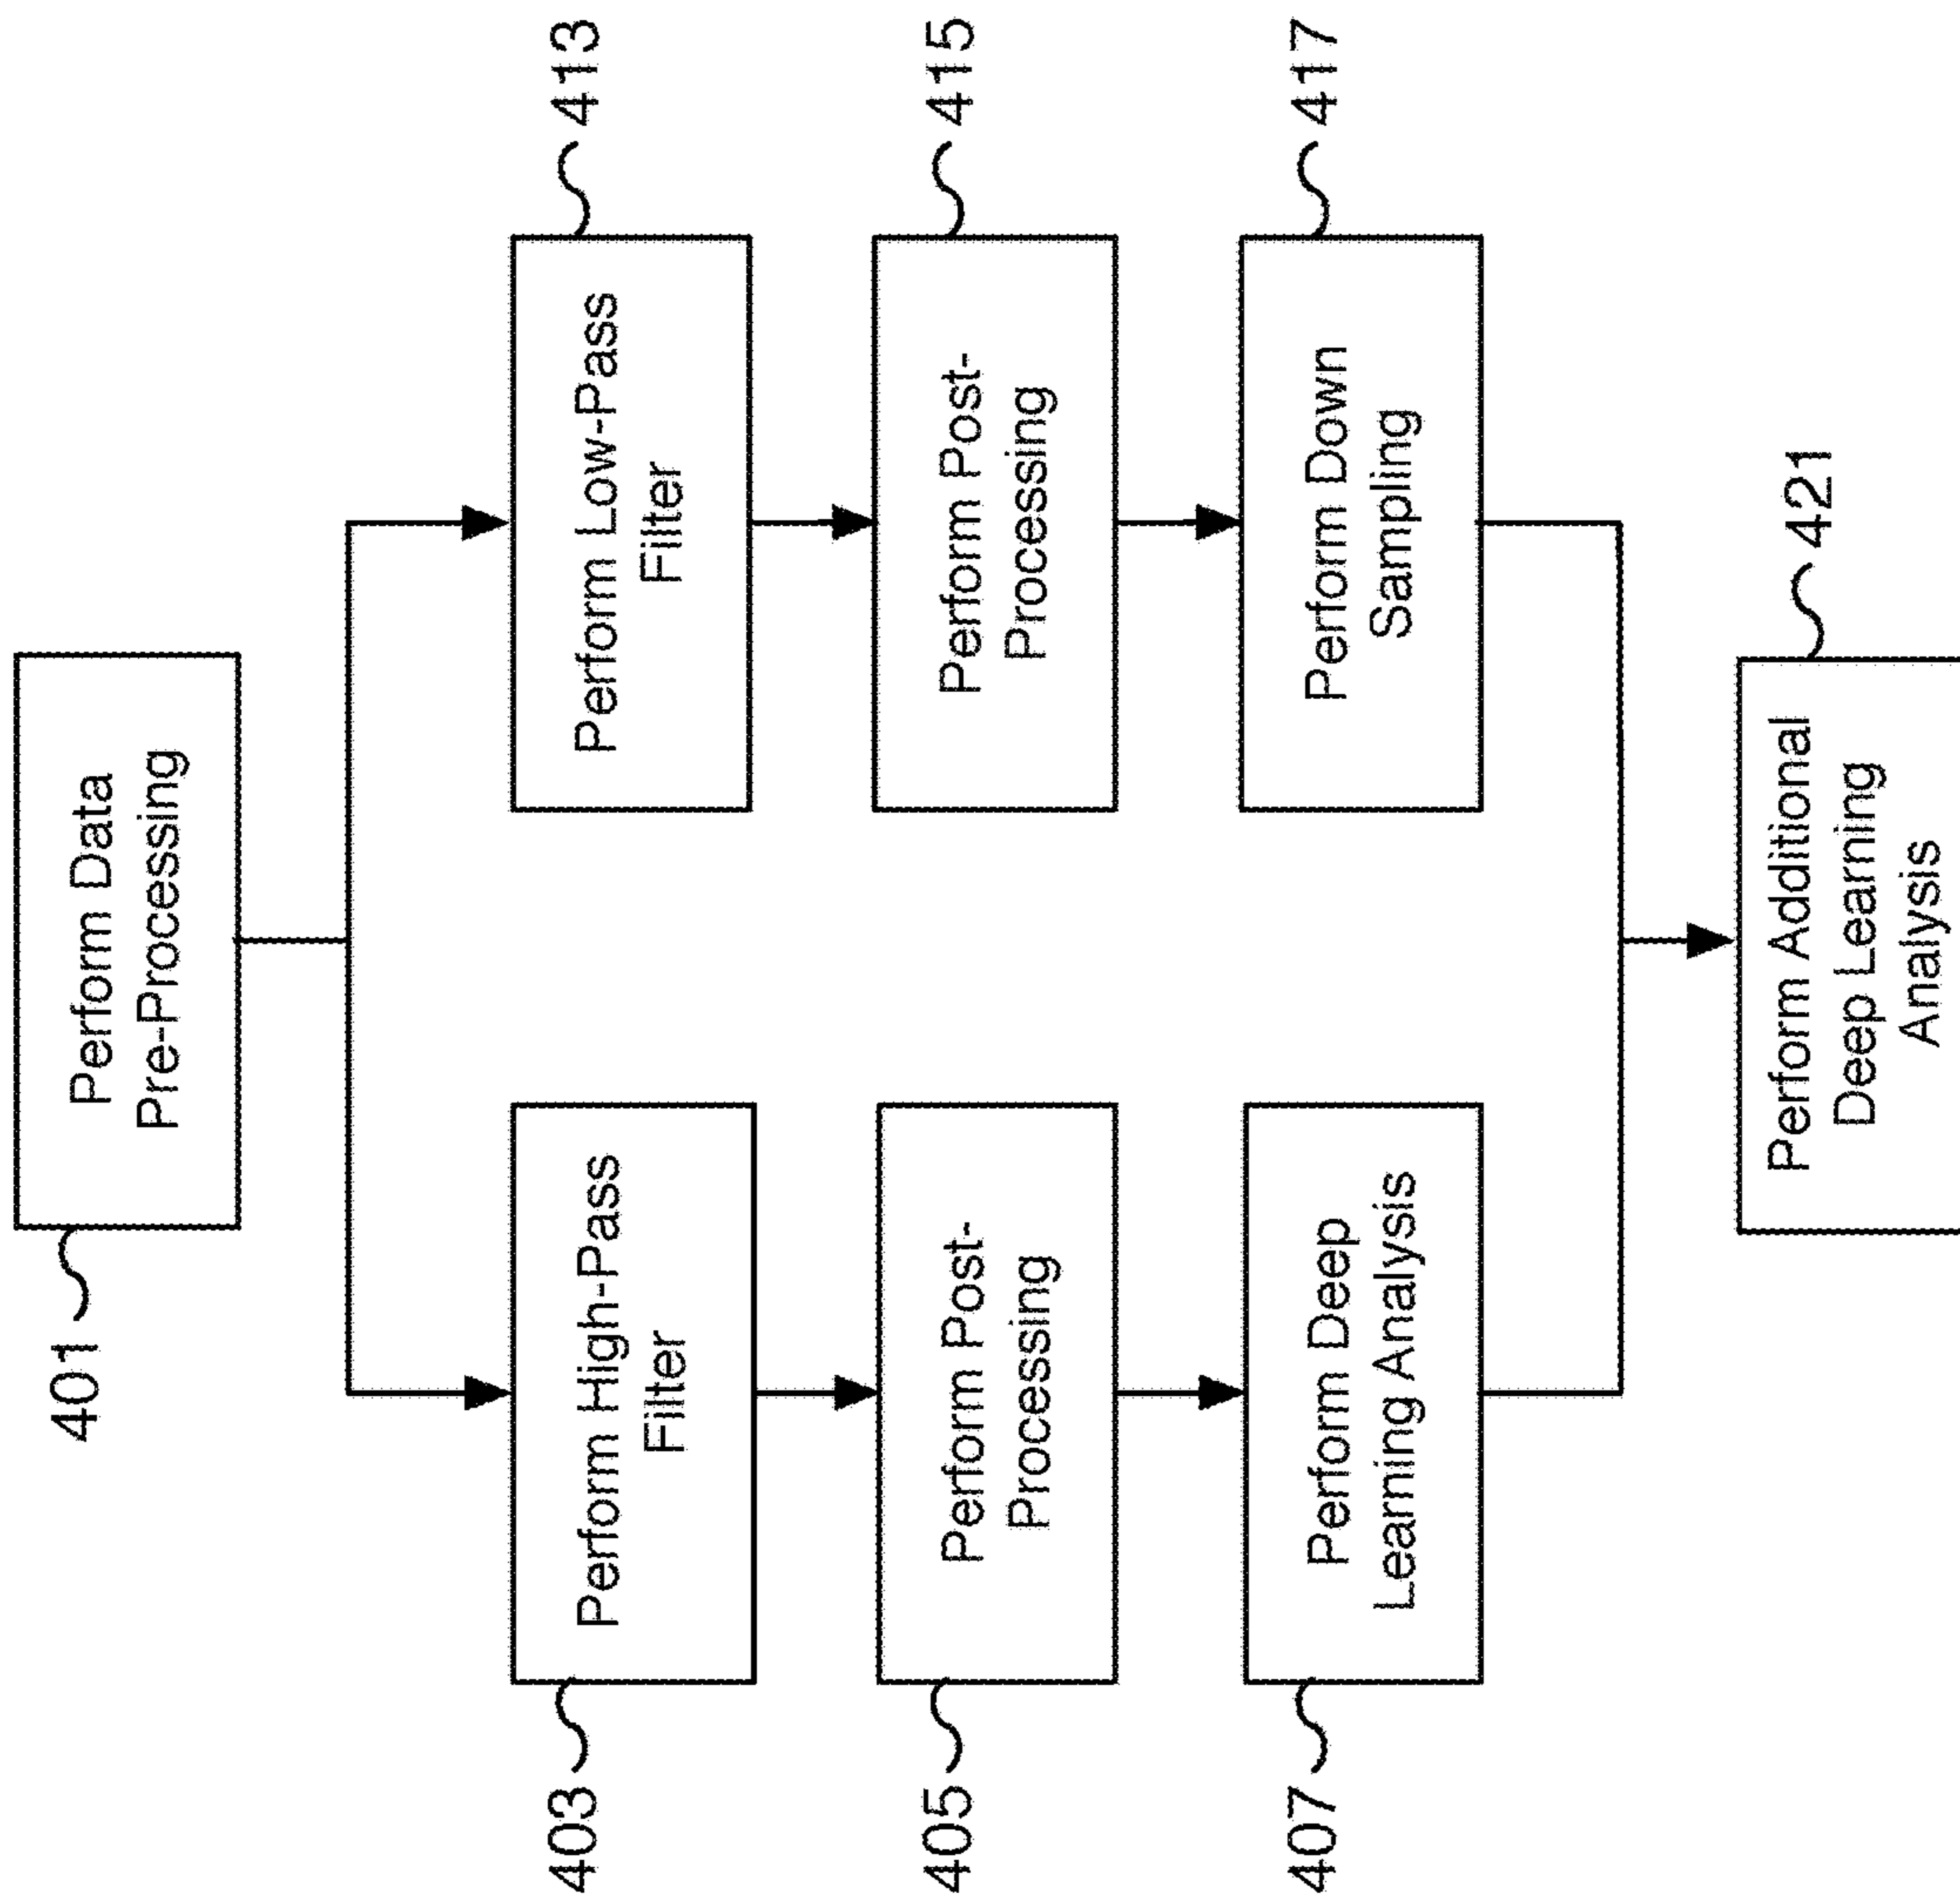 401
Perform Data
Pre-Processing
403
Perform High-Pass
Filter
Perform Low-Pass
Filter
413
405
Perform Post-
Processing
Perform Post-
Processing
415
407
Perform Deep
Learning Analysis
Perform Down
Sampling
417
Perform Additional
Deep Learning
Analysis
421